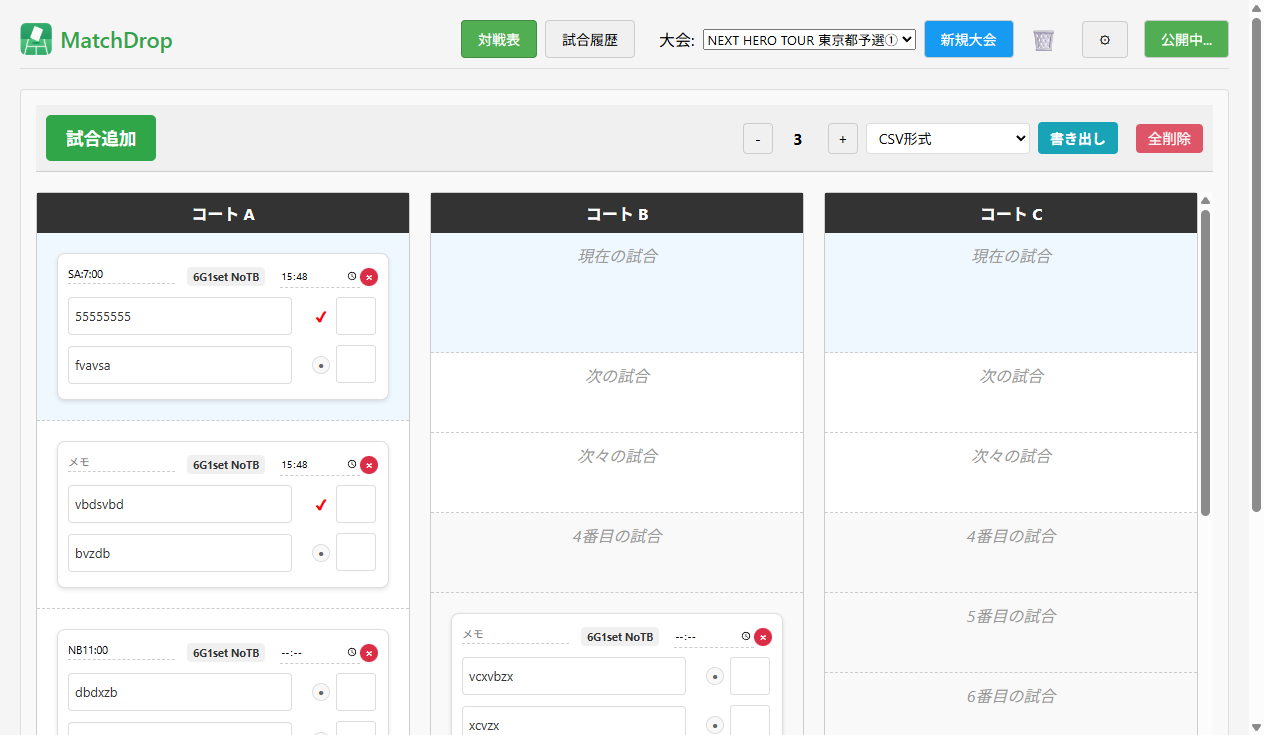 MatchDrop
対戦表 試合履歴 大会: NEXT HERO TOUR 東京都予選① 新規大会 公開中...
試合追加
- 3 + CSV形式 書き出し 全削除
コート A
SA:7:00 6G1set NoTB 15:48
55555555
fvavsa
メモ 6G1set NoTB 15:48
vbdsvbd
bvzdb
NB11:00 6G1set NoTB --:--
dbdxzb
コート B
現在の試合
次の試合
次々の試合
4番目の試合
メモ 6G1set NoTB --:--
vcxvbzx
xcvzx
コート C
現在の試合
次の試合
次々の試合
4番目の試合
5番目の試合
6番目の試合